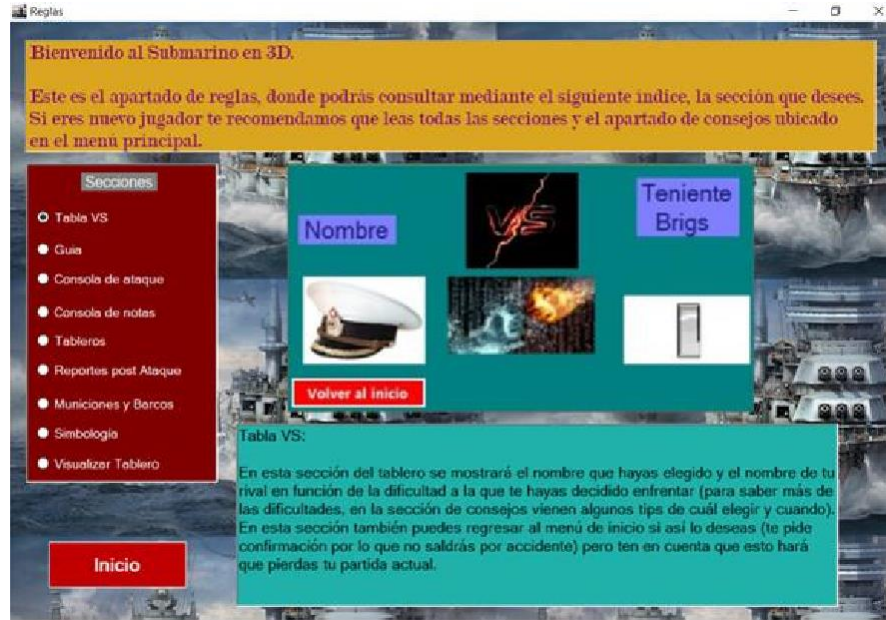 Reglas
Bienvenido al Submarino en 3D.
Este es el apartado de reglas, donde podrás consultar mediante el siguiente índice, la sección que desees.
Si eres nuevo jugador te recomendamos que leas todas las secciones y el apartado de consejos ubicado
en el menú principal.
Secciones
Tabla VS
Guia
Consola de ataque
Consola de notas
Tableros
Reportes post Ataque
Municiones y Barcos
Simbología
Visualizar Tablero
Inicio
Nombre
VS
Teniente
Brigs
Volver al inicio
Tabla VS:
En esta sección del tablero se mostrará el nombre que hayas elegido y el nombre de tu
rival en función de la dificultad a la que te hayas decidido enfrentar (para saber más de
las dificultades, en la sección de consejos vienen algunos tips de cuál elegir y cuando).
En esta sección también puedes regresar al menú de inicio si así lo deseas (te pide
confirmación por lo que no saldrás por accidente) pero ten en cuenta que esto hará
que pierdas tu partida actual.